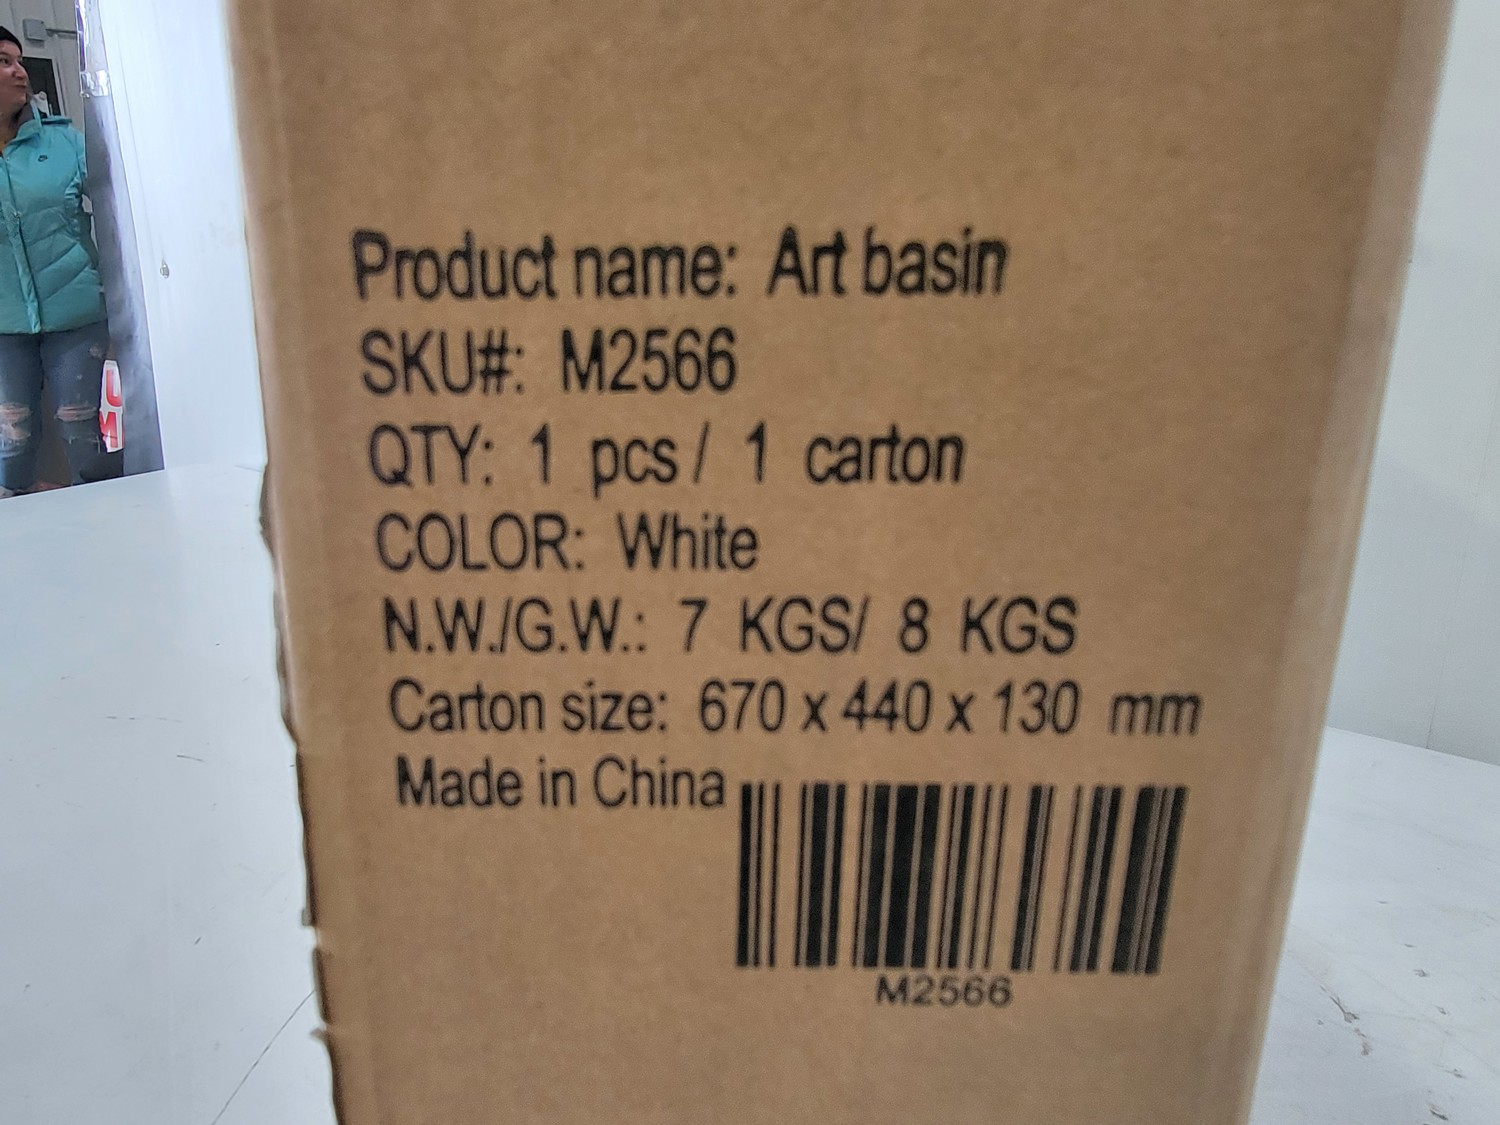 Product name: Art basin
SKU#: M2566
QTY: 1 pcs / 1 carton
COLOR: White
N.W./G.W.: 7 KGS/ 8 KGS
Carton size: 670 x 440 x 130 mm
Made in China
M2566